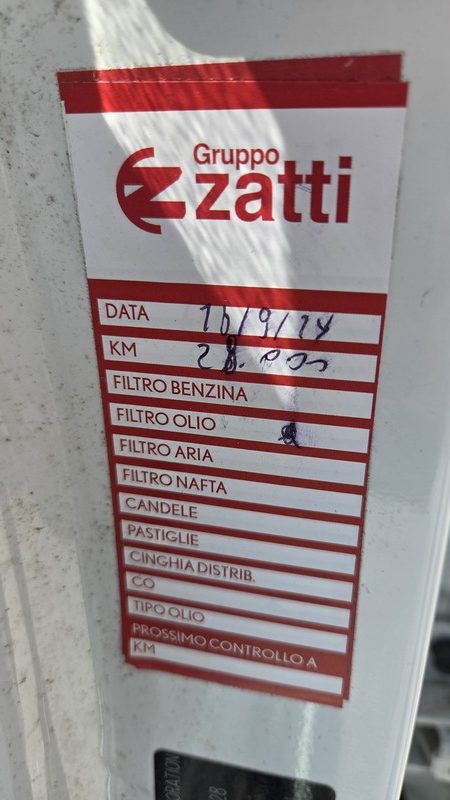 Gruppo
zatti
DATA 16/9/24
KM 28.000
FILTRO BENZINA
FILTRO OLIO
FILTRO ARIA
FILTRO NAFTA
CANDELE
PASTIGLIE
CINGHIA DISTRIB.
CO
TIPO OLIO
PROSSIMO CONTROLLO A
KM
28